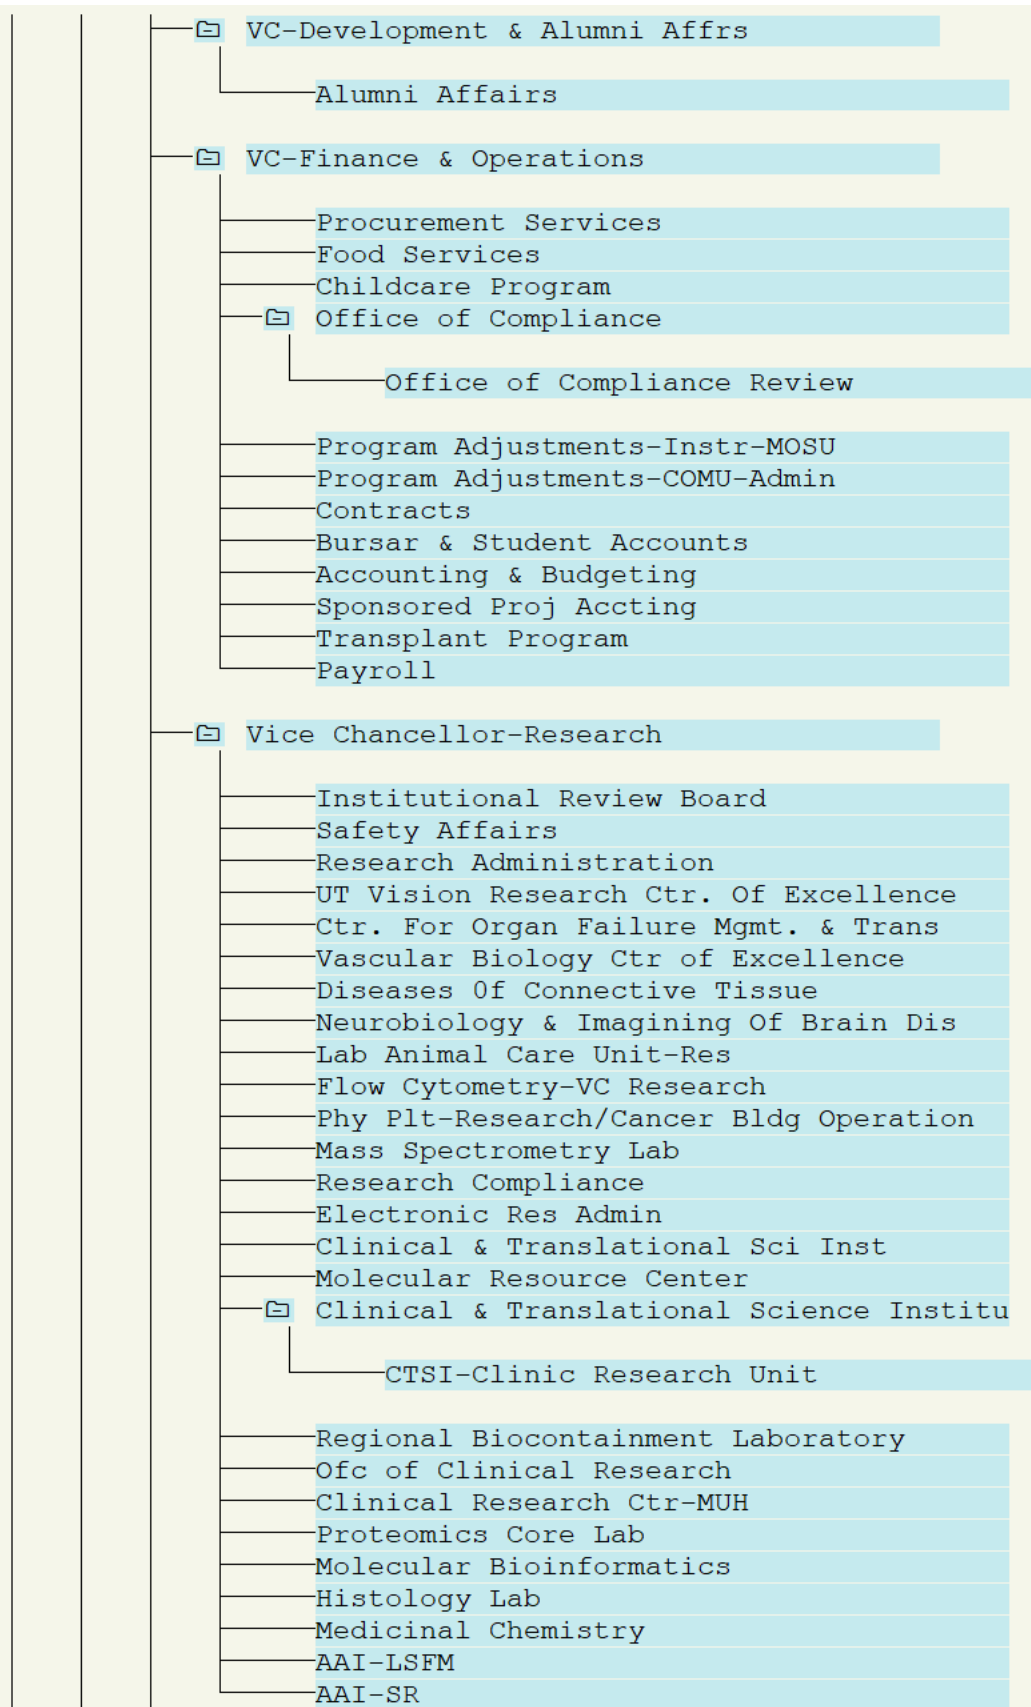 VC-Development & Alumni Affrs
Alumni Affairs
VC-Finance & Operations
Procurement Services
Food Services
Childcare Program
Office of Compliance
Office of Compliance Review
Program Adjustments-Instr-MOSU
Program Adjustments-COMU-Admin
Contracts
Bursar & Student Accounts
Accounting & Budgeting
Sponsored Proj Accting
Transplant Program
Payroll
Vice Chancellor-Research
Institutional Review Board
Safety Affairs
Research Administration
UT Vision Research Ctr. Of Excellence
Ctr. For Organ Failure Mgmt. & Trans
Vascular Biology Ctr of Excellence
Diseases 0f Connective Tissue
Neurobiology & Imagining Of Brain Dis
Lab Animal Care Unit-Res
Flow Cytometry-VC Research
Phy Plt-Research/Cancer Bldg Operation
Mass Spectrometry Lab
Research Compliance
Electronic Res Admin
Clinical & Translational Sci Inst
Molecular Resource Center
Clinical & Translational Science Institu
CTSI-Clinic Research Unit
Regional Biocontainment Laboratory
Ofc of Clinical Research
Clinical Research Ctr-MUH
Proteomics Core Lab
Molecular Bioinformatics
Histology Lab
Medicinal Chemistry
AAI-LSFM
AAI-SR